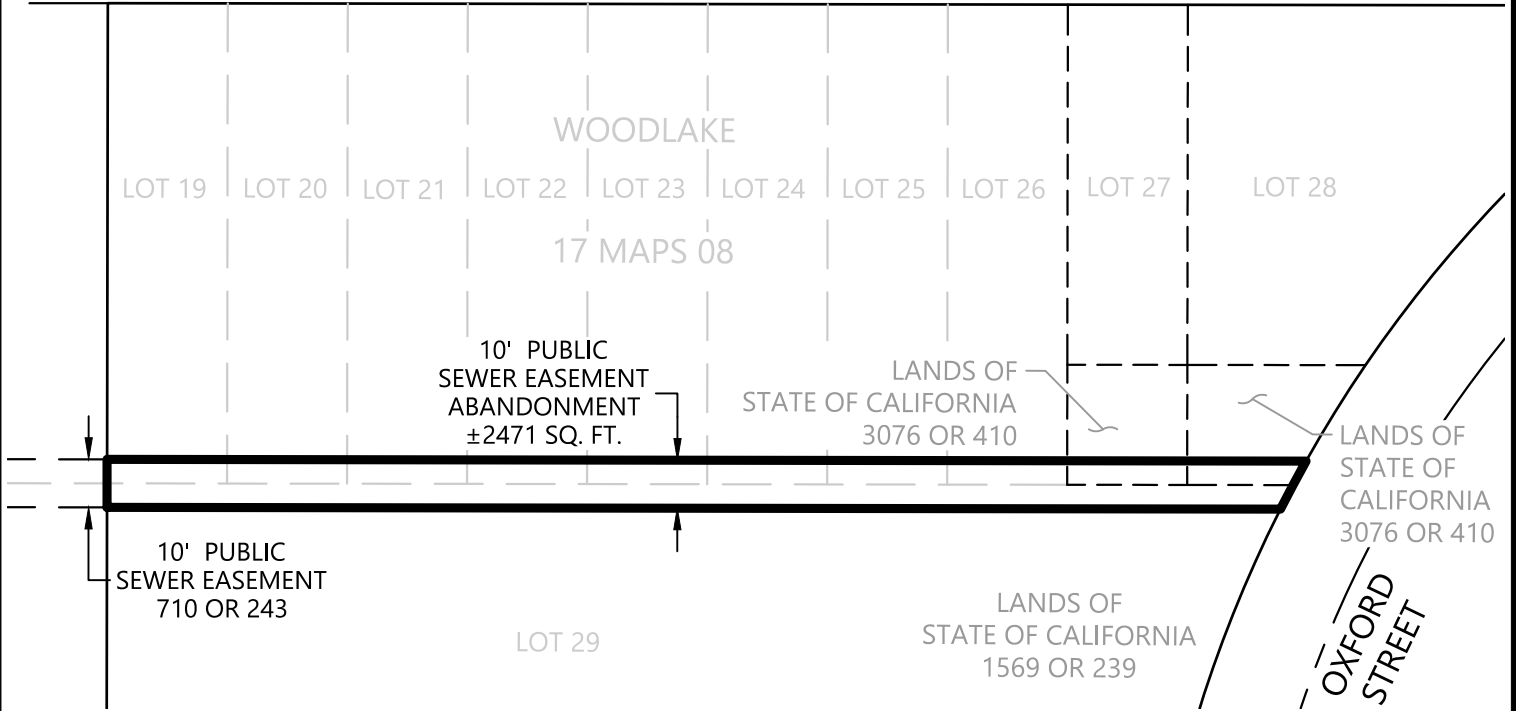 WOODLAKE
LOT 19 LOT 20 LOT 21 LOT 22 LOT 23 LOT 24 LOT 25 LOT 26 LOT 27 LOT 28
17 MAPS 08
10' PUBLIC
SEWER EASEMENT
ABANDONMENT
±2471 SQ. FT.
LANDS OF
STATE OF CALIFORNIA
3076 OR 410
LANDS OF
STATE OF
CALIFORNIA
3076 OR 410
10' PUBLIC
SEWER EASEMENT
710 OR 243
LOT 29
LANDS OF
STATE OF CALIFORNIA
1569 OR 239
OXFORD
STREET